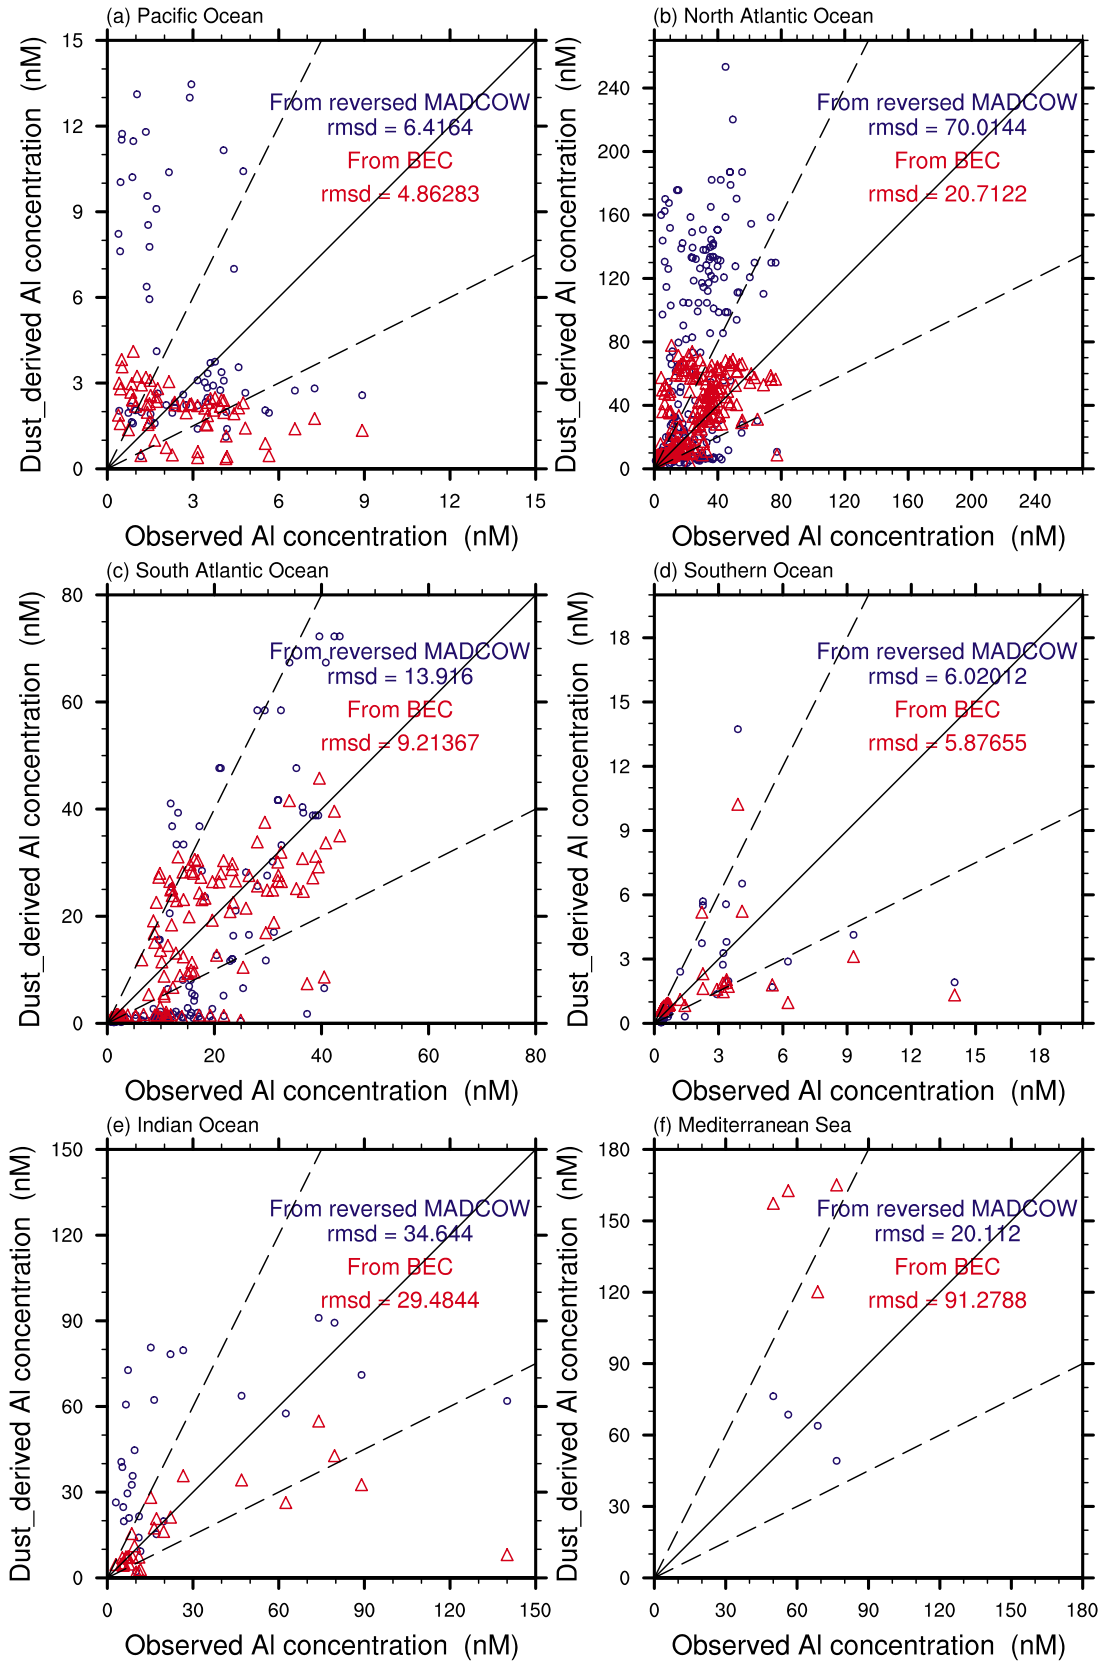 (a) Pacific Ocean
Dust_derived Al concentration (nM)
15
12
9
6
3
0
From reversed MADCOW
rmsd = 6.4164
From BEC
rmsd = 4.86283
0 3 6 9 12 15
Observed Al concentration (nM)
(b) North Atlantic Ocean
Dust_derived Al concentration (nM)
240
200
160
120
80
40
0
From reversed MADCOW
rmsd = 70.0144
From BEC
rmsd = 20.7122
0 40 80 120 160 200 240
Observed Al concentration (nM)
(c) South Atlantic Ocean
Dust_derived Al concentration (nM)
80
60
40
20
0
From reversed MADCOW
rmsd = 13.916
From BEC
rmsd = 9.21367
0 20 40 60 80
Observed Al concentration (nM)
(d) Southern Ocean
Dust_derived Al concentration (nM)
18
15
12
9
6
3
0
From reversed MADCOW
rmsd = 6.02012
From BEC
rmsd = 5.87655
0 3 6 9 12 15 18
Observed Al concentration (nM)
(e) Indian Ocean
Dust_derived Al concentration (nM)
150
120
90
60
30
0
From reversed MADCOW
rmsd = 34.644
From BEC
rmsd = 29.4844
0 30 60 90 120 150
Observed Al concentration (nM)
(f) Mediterranean Sea
Dust_derived Al concentration (nM)
180
150
120
90
60
30
0
From reversed MADCOW
rmsd = 20.112
From BEC
rmsd = 91.2788
0 30 60 90 120 150 180
Observed Al concentration (nM)